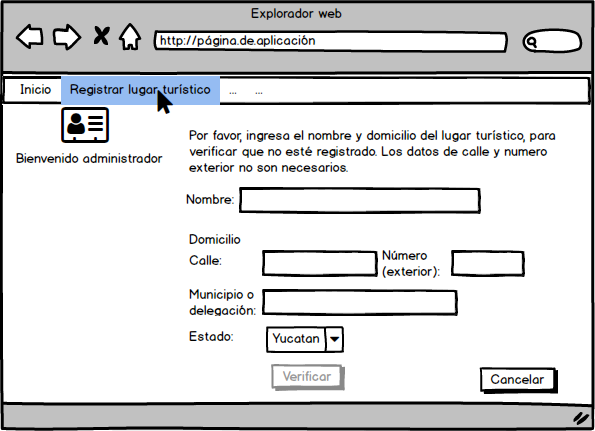 Explorador web
http://página.de.aplicación
Inicio Registrar lugar turístico ... ...
Bienvenido administrador
Por favor, ingresa el nombre y domicilio del lugar turístico, para
verificar que no esté registrado. Los datos de calle y numero
exterior no son necesarios.
Nombre:
Domicilio
Calle:
Número
(exterior):
Municipio o
delegación:
Estado: Yucatan
Verificar
Cancelar